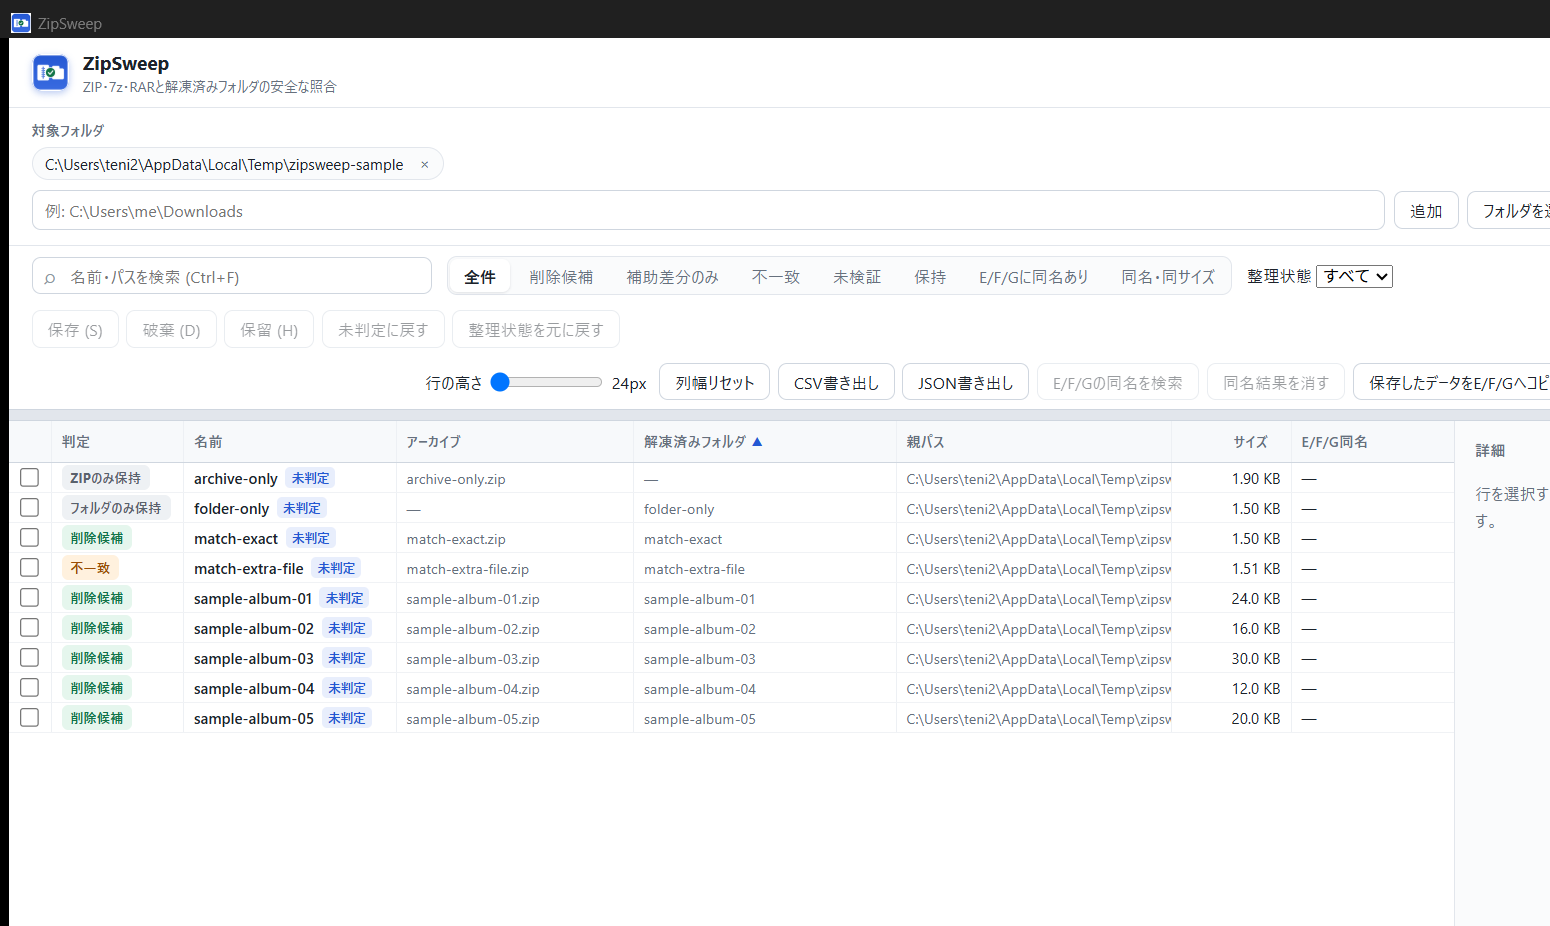 ZipSweep
ZipSweep
ZIP・7z・RARと解凍済みフォルダの安全な照合
対象フォルダ
C:\Users\teni2\AppData\Local\Temp\zipsweep-sample ×
例: C:\Users\me\Downloads 追加 フォルダを選
名前・パスを検索 (Ctrl+F) 全件 削除候補 補助差分のみ 不一致 未検証 保持 E/F/Gに同名あり 同名・同サイズ 整理状態 すべて
保存 (S) 破棄 (D) 保留 (H) 未判定に戻す 整理状態を元に戻す
行の高さ 24px 列幅リセット CSV書き出し JSON書き出し E/F/Gの同名を検索 同名結果を消す 保存したデータをE/F/Gへコピ
判定 名前 アーカイブ 解凍済みフォルダ ▲ 親パス サイズ E/F/G同名 詳細
ZIPのみ保持 archive-only 未判定 archive-only.zip — C:\Users\teni2\AppData\Local\Temp\zipsw 1.90 KB —
フォルダのみ保持 folder-only 未判定 — folder-only C:\Users\teni2\AppData\Local\Temp\zipsw 1.50 KB —
削除候補 match-exact 未判定 match-exact.zip match-exact C:\Users\teni2\AppData\Local\Temp\zipsw 1.50 KB —
不一致 match-extra-file 未判定 match-extra-file.zip match-extra-file C:\Users\teni2\AppData\Local\Temp\zipsw 1.51 KB —
削除候補 sample-album-01 未判定 sample-album-01.zip sample-album-01 C:\Users\teni2\AppData\Local\Temp\zipsw 24.0 KB —
削除候補 sample-album-02 未判定 sample-album-02.zip sample-album-02 C:\Users\teni2\AppData\Local\Temp\zipsw 16.0 KB —
削除候補 sample-album-03 未判定 sample-album-03.zip sample-album-03 C:\Users\teni2\AppData\Local\Temp\zipsw 30.0 KB —
削除候補 sample-album-04 未判定 sample-album-04.zip sample-album-04 C:\Users\teni2\AppData\Local\Temp\zipsw 12.0 KB —
削除候補 sample-album-05 未判定 sample-album-05.zip sample-album-05 C:\Users\teni2\AppData\Local\Temp\zipsw 20.0 KB —
行を選択す
す。